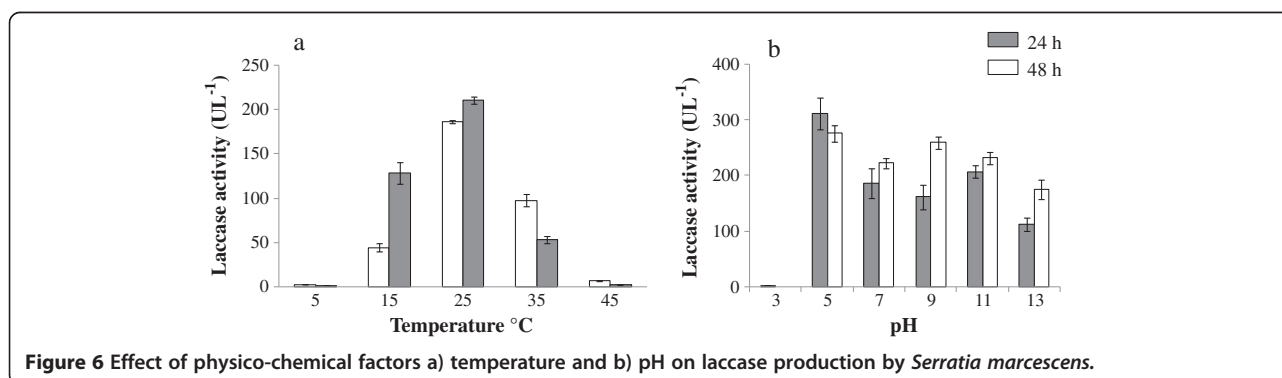 a
Laccase activity (UL⁻¹)
250
200
150
100
50
0
5 15 25 35 45
Temperature °C
b
24 h
48 h
Laccase activity (UL⁻¹)
400
300
200
100
0
3 5 7 9 11 13
pH
Figure 6 Effect of physico-chemical factors a) temperature and b) pH on laccase production by Serratia marcescens.